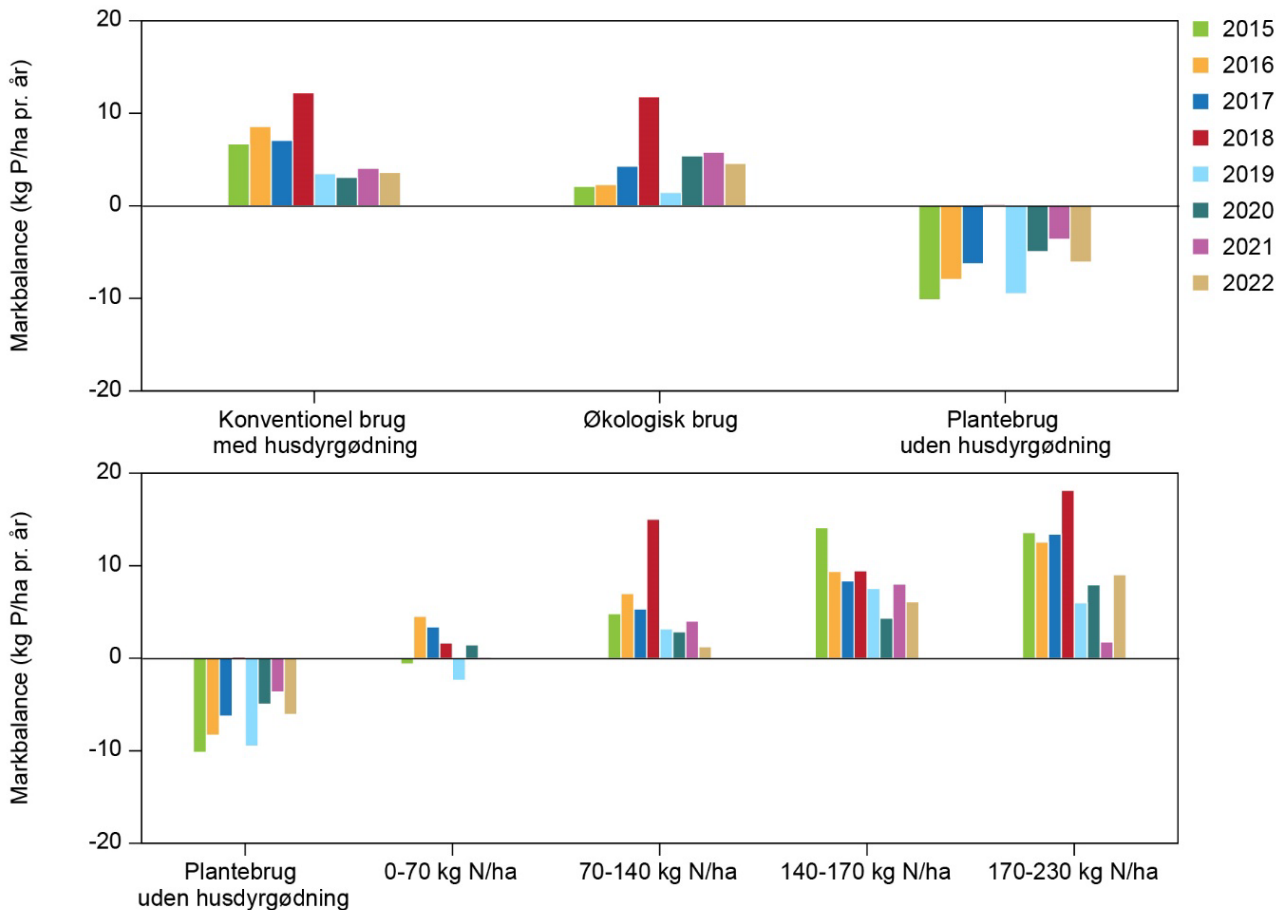 Markbalance (kg P/ha pr. år)
20
10
0
-10
-20
Konventionel brug
med husdyrgødning
Økologisk brug
Plantebrug
uden husdyrgødning
2015
2016
2017
2018
2019
2020
2021
2022
Markbalance (kg P/ha pr. år)
20
10
0
-10
-20
Plantebrug
uden husdyrgødning
0-70 kg N/ha
70-140 kg N/ha
140-170 kg N/ha
170-230 kg N/ha